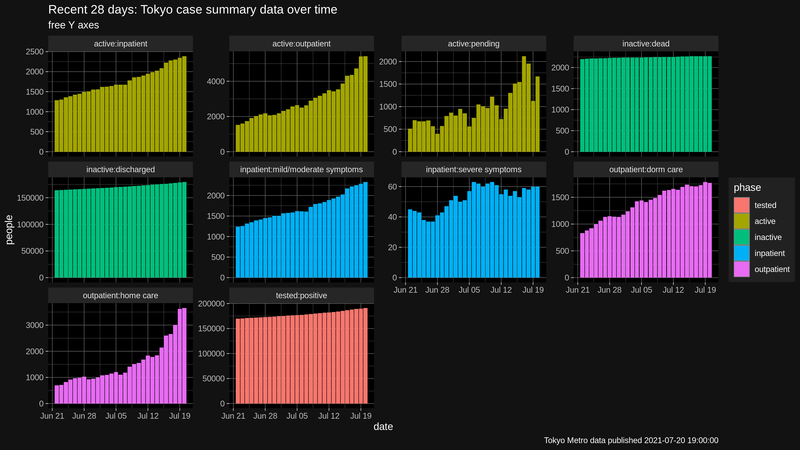 Recent 28 days: Tokyo case summary data over time
free Y axes
active:inpatient
active:outpatient
active:pending
inactive:dead
2500
2000
1500
1000
500
0
4000
2000
0
2000
1500
1000
500
0
2000
1500
1000
500
0
inactive:discharged
inpatient:mild/moderate symptoms
inpatient:severe symptoms
outpatient:dorm care
150000
100000
50000
0
2000
1500
1000
500
0
60
40
20
0
1500
1000
500
0
Jun 21 Jun 28 Jul 05 Jul 12 Jul 19
Jun 21 Jun 28 Jul 05 Jul 12 Jul 19
outpatient:home care
tested:positive
3000
2000
1000
0
200000
150000
100000
50000
0
Jun 21 Jun 28 Jul 05 Jul 12 Jul 19
Jun 21 Jun 28 Jul 05 Jul 12 Jul 19
people
date
phase
tested
active
inactive
inpatient
outpatient
Tokyo Metro data published 2021-07-20 19:00:00